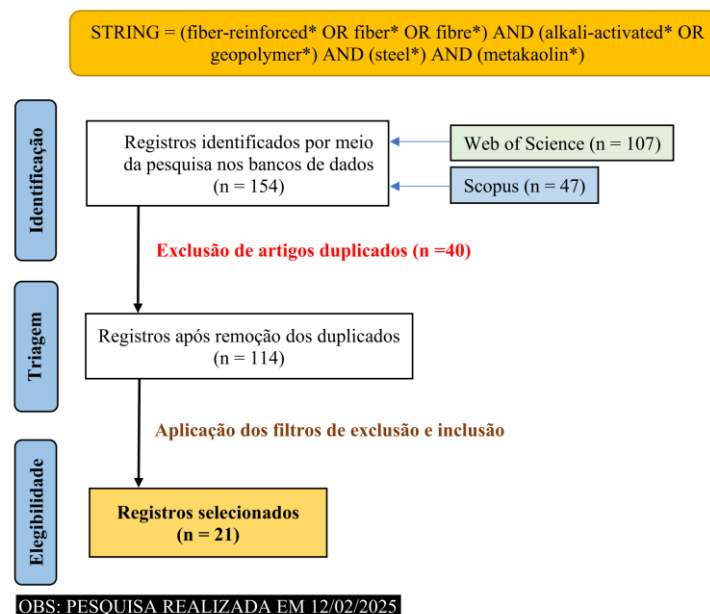 STRING = (fiber-reinforced* OR fiber* OR fibre*) AND (alkali-activated* OR
geopolymer*) AND (steel*) AND (metakaolin*)
Identificação
Registros identificados por meio
da pesquisa nos bancos de dados
(n = 154)
Web of Science (n = 107)
Scopus (n = 47)
Exclusão de artigos duplicados (n =40)
Triagem
Registros após remoção dos duplicados
(n = 114)
Aplicação dos filtros de exclusão e inclusão
Elegibilidade
Registros selecionados
(n = 21)
OBS: PESQUISA REALIZADA EM 12/02/2025